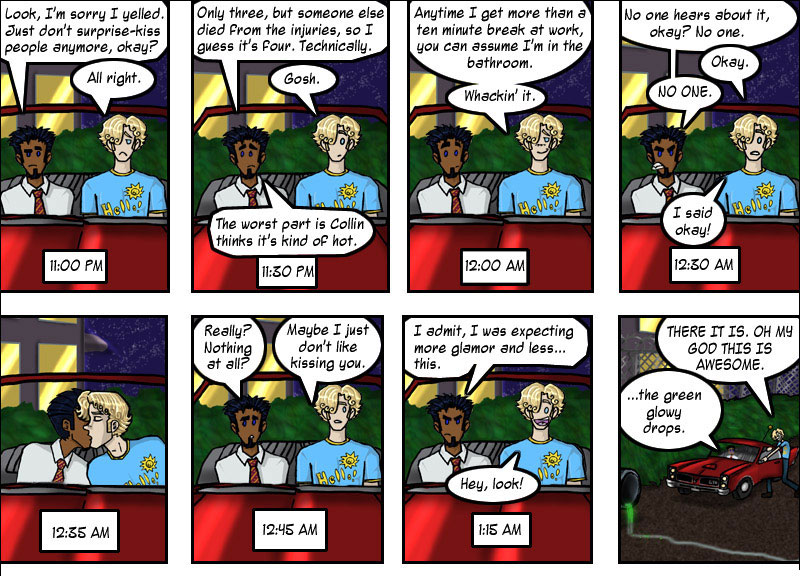 Look, I'm sorry I yelled.
Just don't surprise-kiss
people anymore, okay?
All right.
Hello!
11:00 PM
Only three, but someone else
died from the injuries, so I
guess it's four. Technically.
Gosh.
Hello!
The worst part is Collin
thinks it's kind of hot.
11:30 PM
Anytime I get more than a
ten minute break at work,
you can assume I'm in the
bathroom.
Whackin' it.
Hello!
12:00 AM
No one hears about it,
okay? No one.
Okay.
NO ONE.
Hello!
I said
okay!
12:30 AM
Hello!
12:35 AM
Really?
Nothing
at all?
Maybe I just
don't like
kissing you.
Hello!
12:45 AM
I admit, I was expecting
more glamor and less...
this.
Hello!
Hey, look!
1:15 AM
THERE IT IS. OH MY
GOD THIS IS
AWESOME.
...the green
glowy
drops.